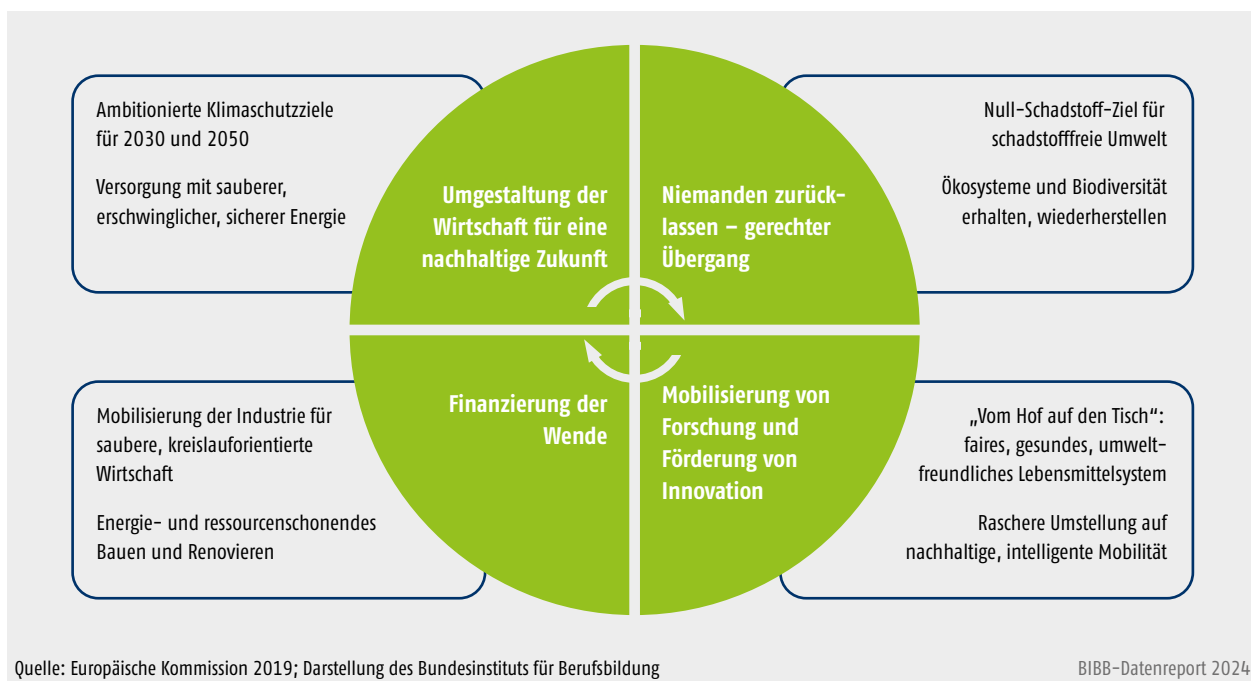 Ambitionierte Klimaschutzziele
für 2030 und 2050
Versorgung mit sauberer,
erschwinglicher, sicherer Energie
Umgestaltung der
Wirtschaft für eine
nachhaltige Zukunft
Niemanden zurück-
lassen – gerechter
Übergang
Null-Schadstoff-Ziel für
schadstofffreie Umwelt
Ökosysteme und Biodiversität
erhalten, wiederherstellen
Mobilisierung der Industrie für
saubere, kreislauforientierte
Wirtschaft
Energie- und ressourcenschonendes
Bauen und Renovieren
Finanzierung der
Wende
Mobilisierung von
Forschung und
Förderung von
Innovation
„Vom Hof auf den Tisch“:
faires, gesundes, umwelt-
freundliches Lebensmittelsystem
Raschere Umstellung auf
nachhaltige, intelligente Mobilität
Quelle: Europäische Kommission 2019; Darstellung des Bundesinstituts für Berufsbildung
BIBB-Datenreport 2024